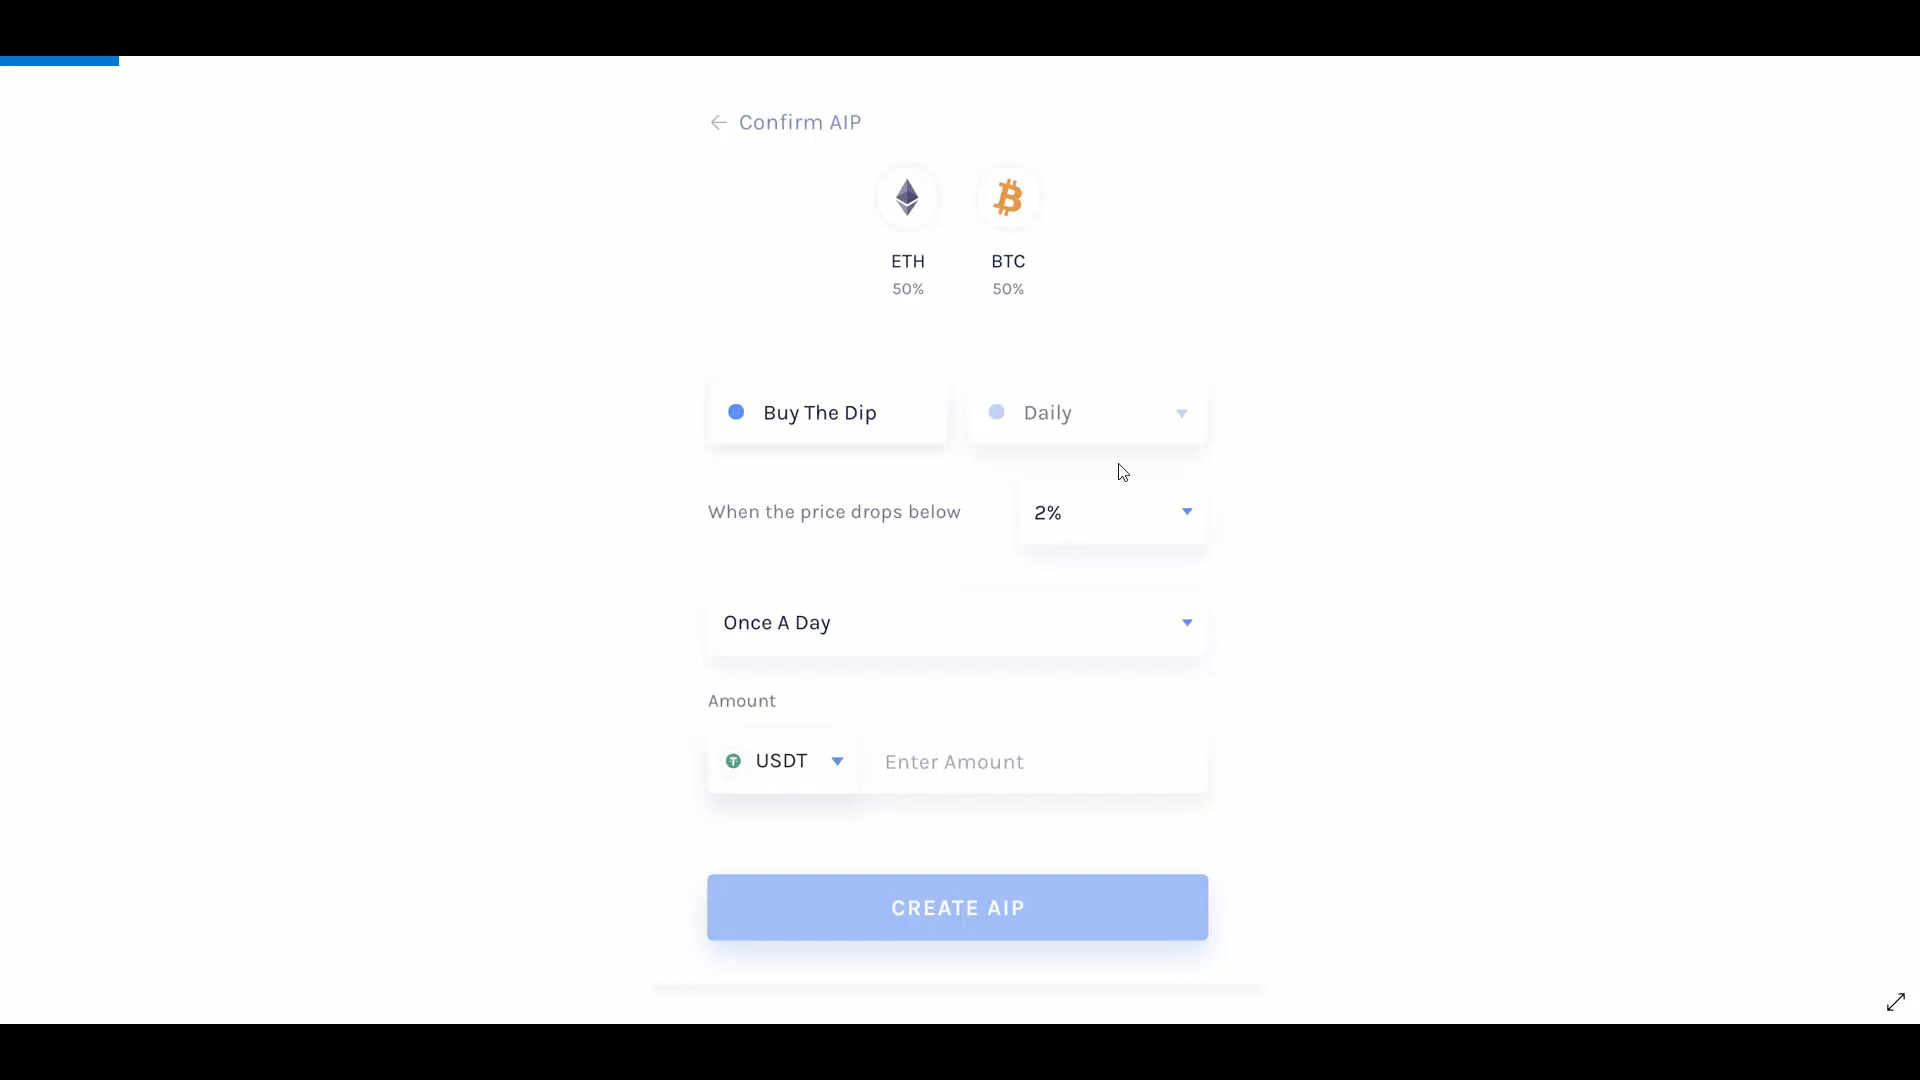 Confirm AIP
ETH BTC
50% 50%
Buy The Dip Daily
When the price drops below 2%
Once A Day
Amount
USDT Enter Amount
CREATE AIP